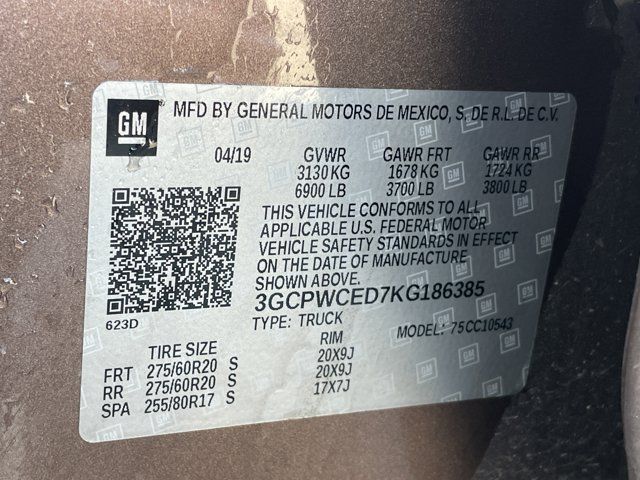 GM MFD BY GENERAL MOTORS DE MEXICO, S. DE R.L. DE C.V.
04/19 GVWR GAWR FRT GAWR RR
3130 KG 1678 KG 1724 KG
6900 LB 3700 LB 3800 LB
THIS VEHICLE CONFORMS TO ALL
APPLICABLE U.S. FEDERAL MOTOR
VEHICLE SAFETY STANDARDS IN EFFECT
ON THE DATE OF MANUFACTURE
SHOWN ABOVE.
3GCPWCED7KG186385
623D TYPE: TRUCK MODEL: 75CC10543
TIRE SIZE RIM
FRT 275/60R20 S 20X9J
RR 275/60R20 S 20X9J
SPA 255/80R17 S 17X7J